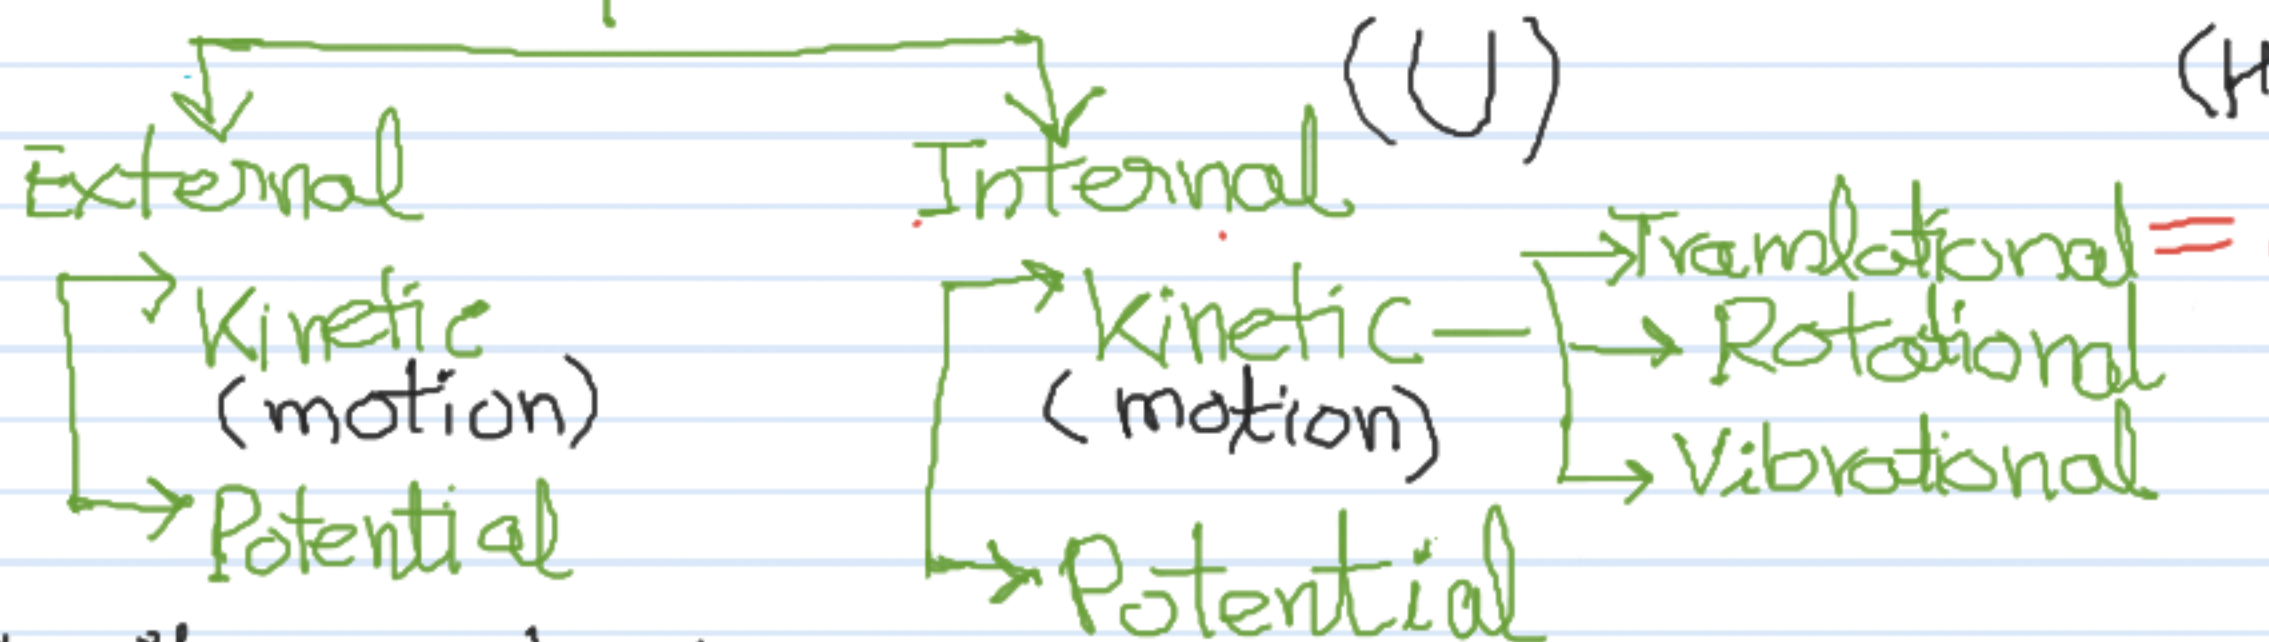 (U)
(H
External
Internal
Translational =
Kinetic
Kinetic
Rotational
(motion)
(motion)
Vibrational
Potential
Potential